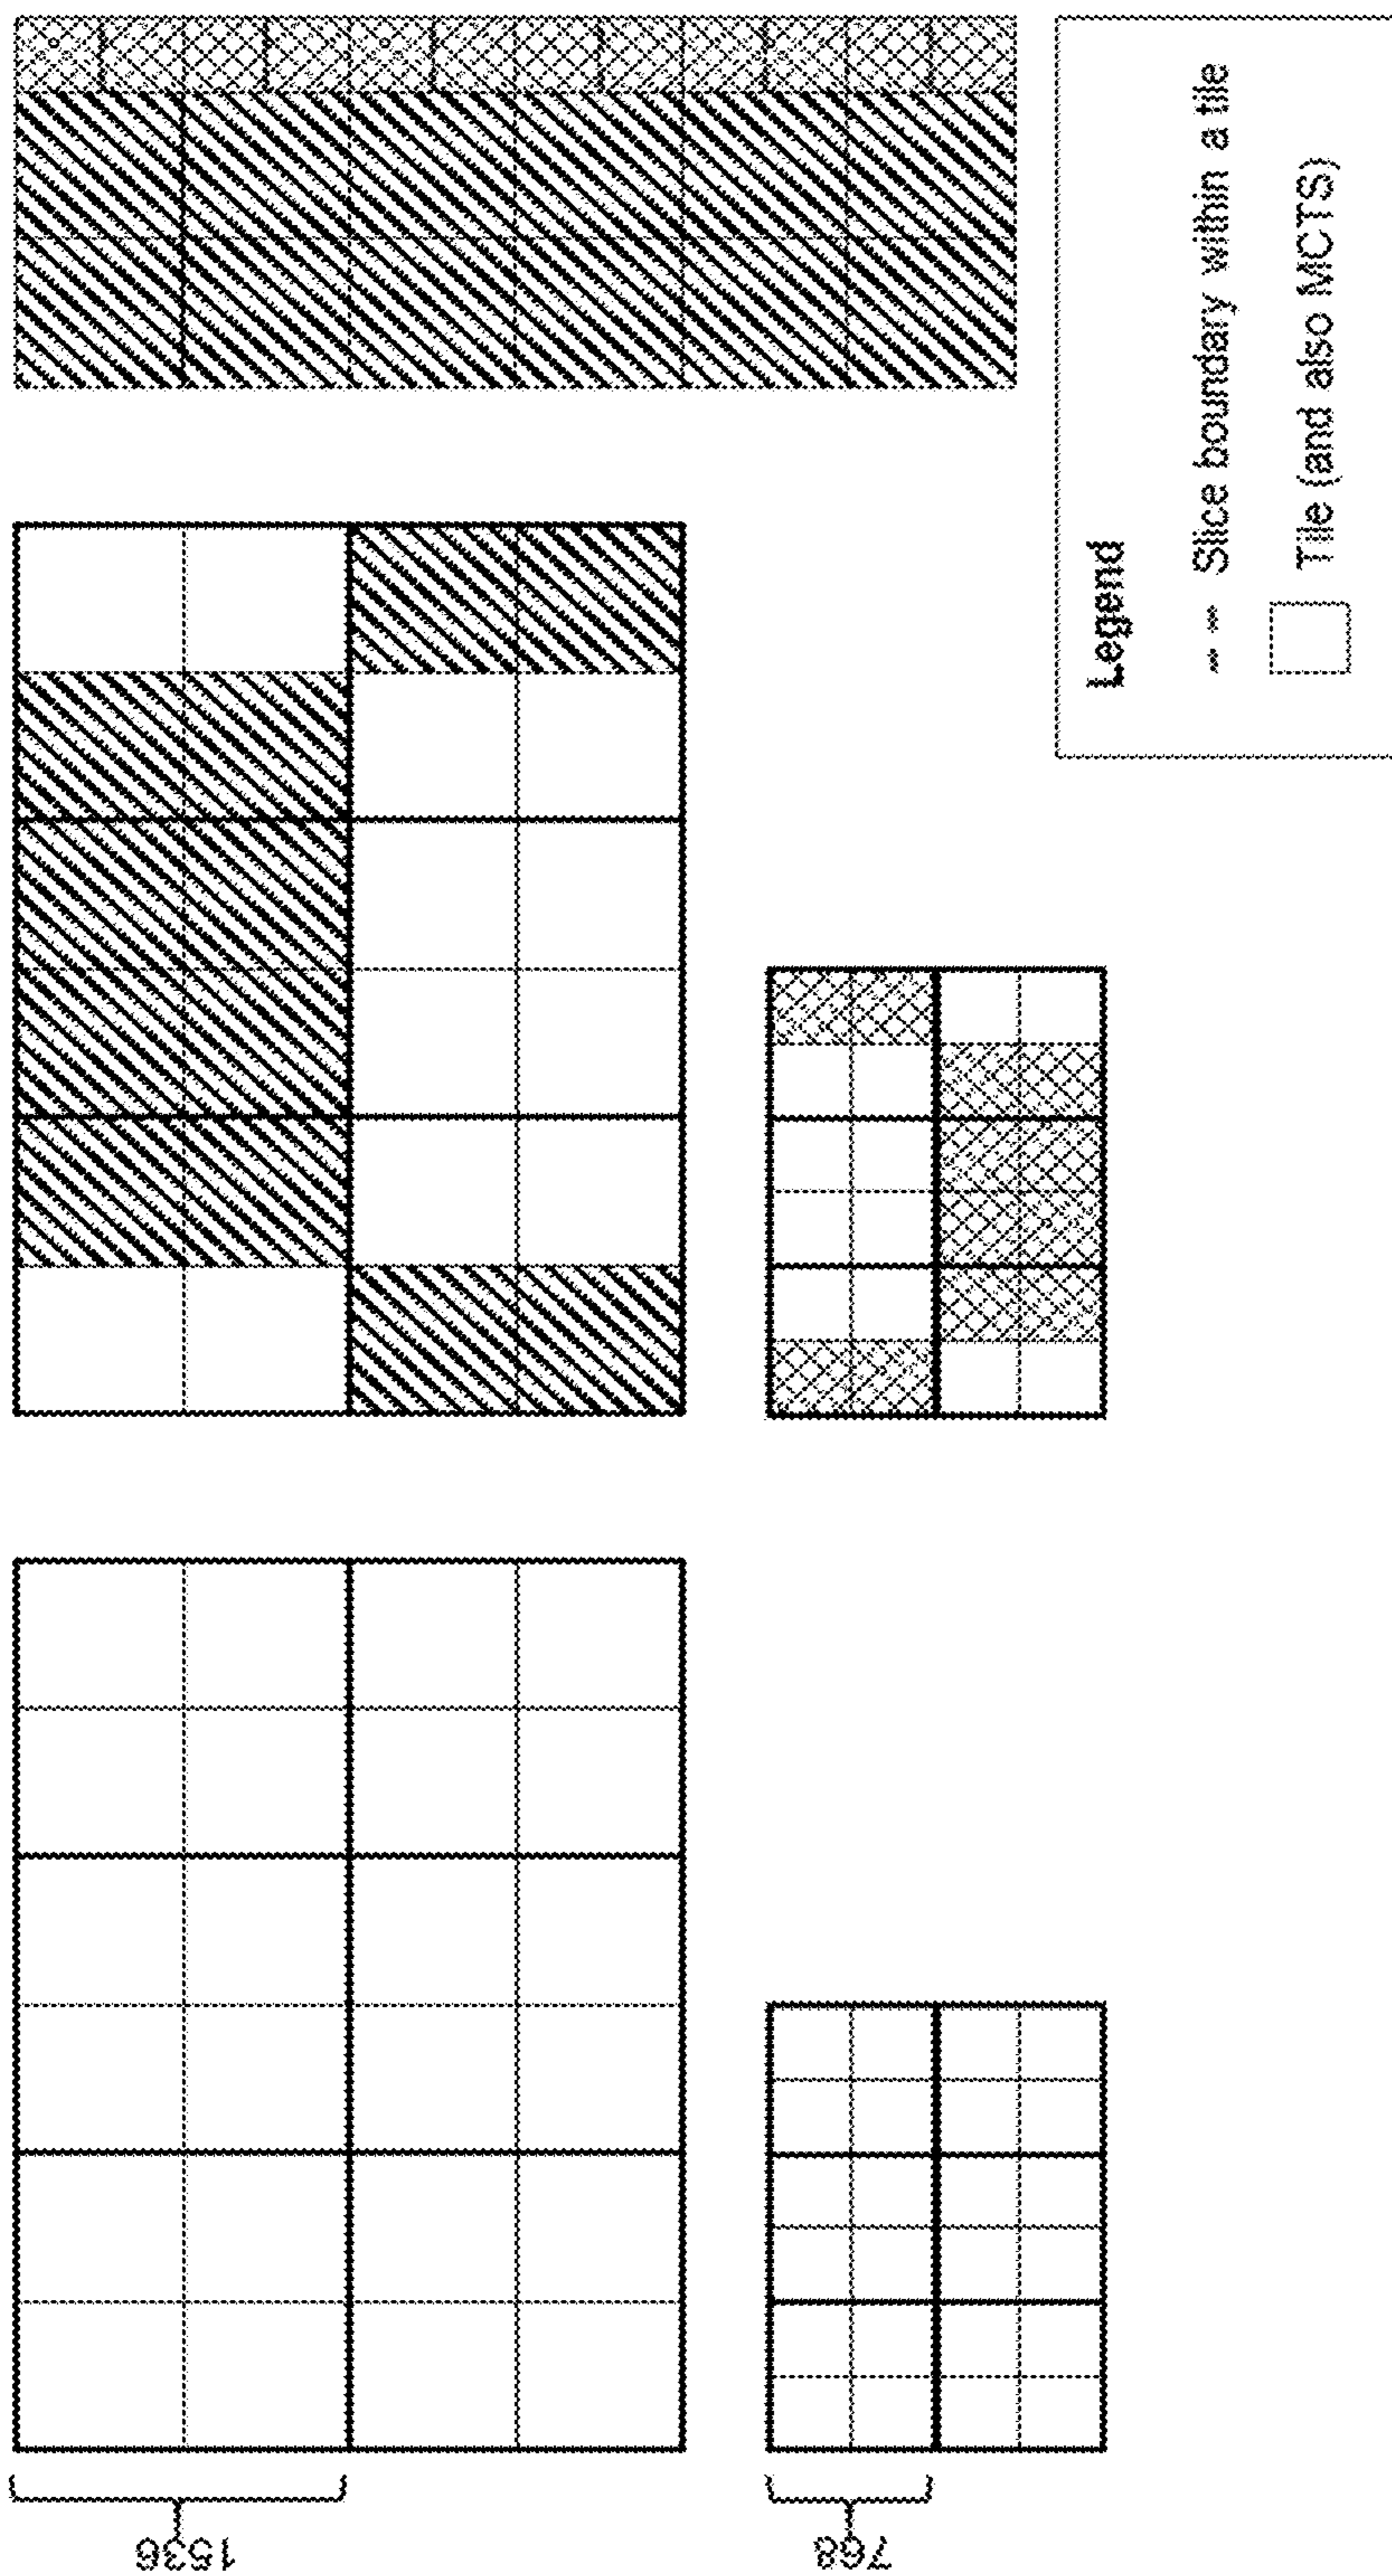 1536
768
Legend
Slice boundary within a tile
Tile (and also MCTS)